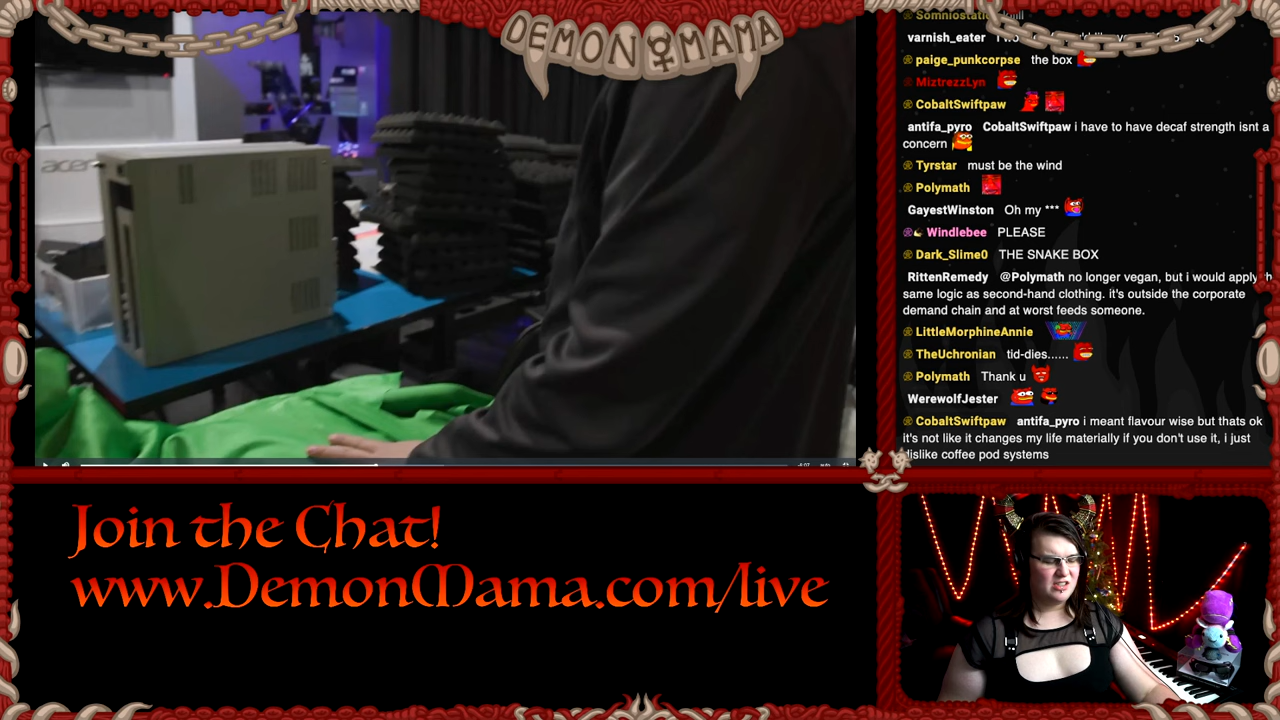 DEMON MAMA
acer
Somniostatic skull
varnish_eater
paige_punkcorpse the box
MiztrezzLyn
CobaltSwiftpaw
antifa_pyro CobaltSwiftpaw i have to have decaf strength isnt a
concern
Tyrstar must be the wind
Polymath
GayestWinston Oh my ***
Windlebee PLEASE
Dark_Slime0 THE SNAKE BOX
RittenRemedy @Polymath no longer vegan, but i would apply
same logic as second-hand clothing. it's outside the corporate
demand chain and at worst feeds someone.
LittleMorphineAnnie
TheUchronian tid-dies......
Polymath Thank u
WerewolfJester
CobaltSwiftpaw antifa_pyro i meant flavour wise but thats ok
it's not like it changes my life materially if you don't use it, i just
dislike coffee pod systems
Join the Chat!
www.DemonMama.com/live